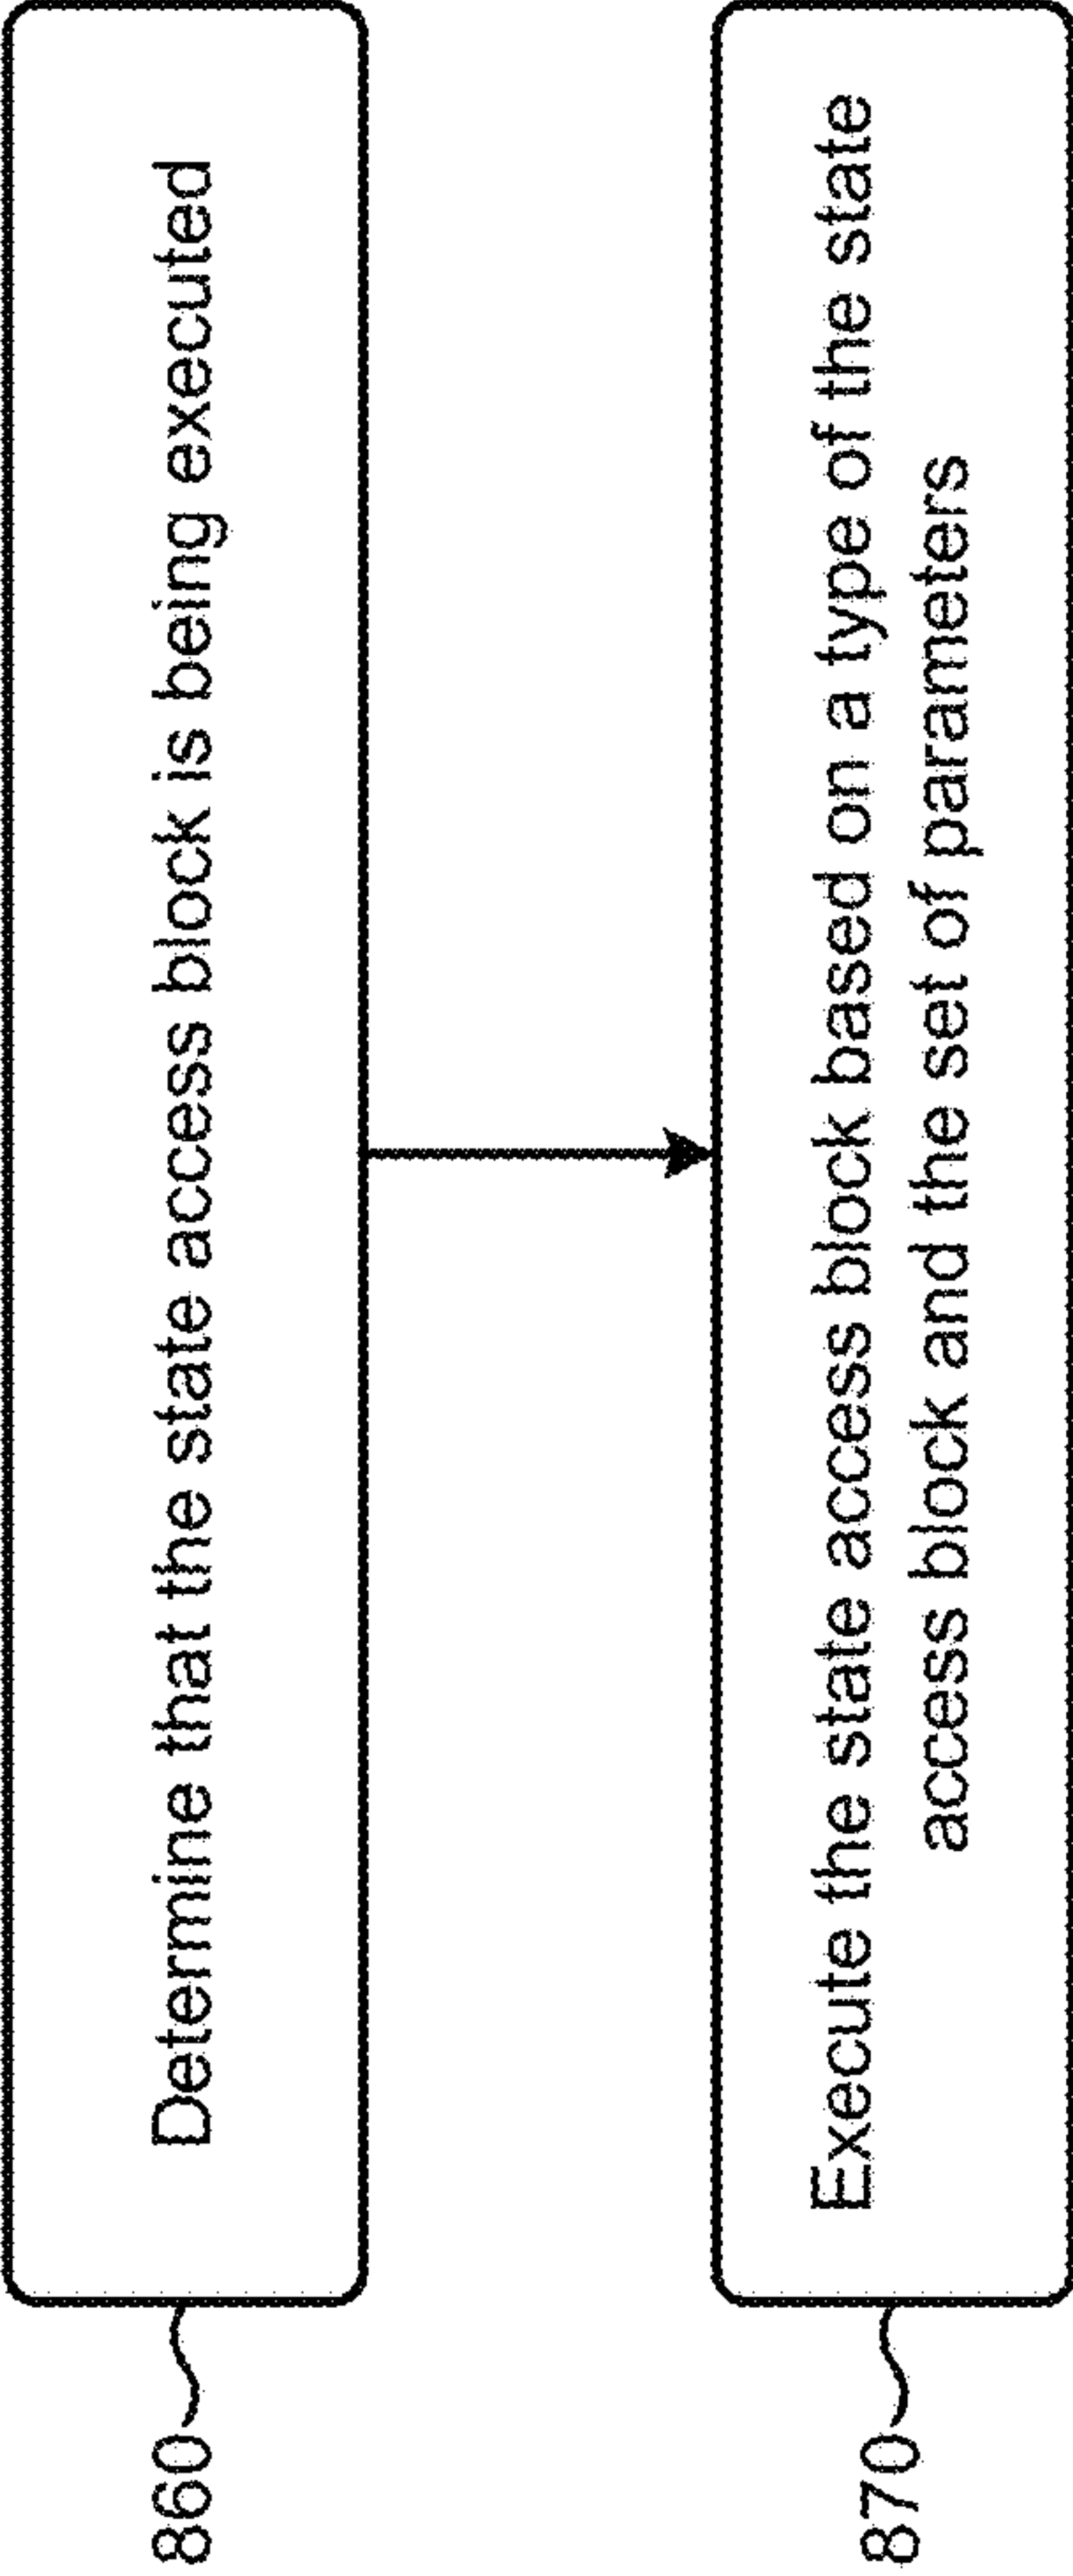 860
Determine that the state access block is being executed
870
Execute the state access block based on a type of the state
access block and the set of parameters